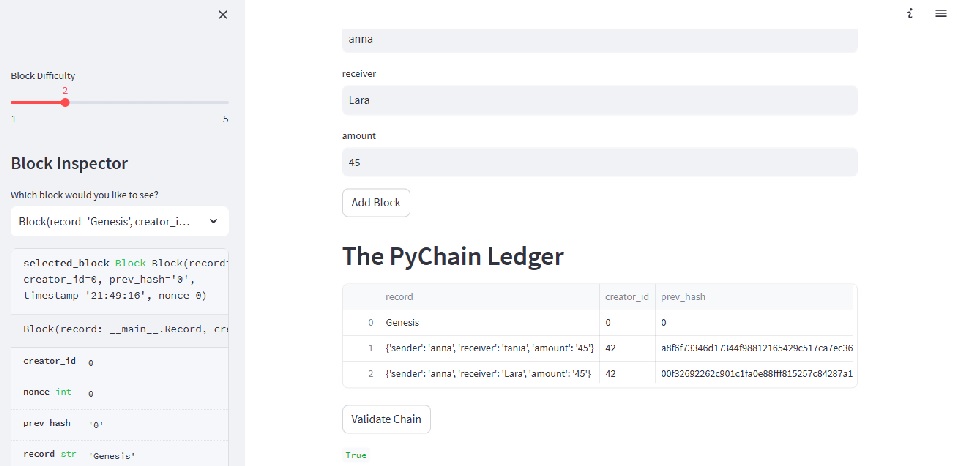 Block Difficulty
2
1 5
Block Inspector
Which block would you like to see?
Block(record='Genesis', creator_i...
selected_block Block Block(record=
creator_id=0, prev_hash='0',
timestamp='21:49:16', nonce=0)
Block(record: __main__.Record, cre
creator_id 0
nonce int 0
prev_hash '0'
record str 'Genesis'
anna
receiver
Lara
amount
45
Add Block
The PyChain Ledger
record creator_id prev_hash
0 Genesis 0 0
1 {'sender': 'anna', 'receiver': 'tania', 'amount': '45'} 42
2 {'sender': 'anna', 'receiver': 'Lara', 'amount': '45'} 42
Validate Chain
True